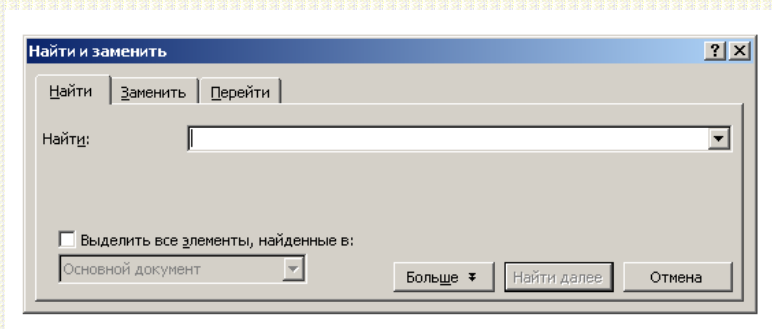 Найти и заменить
Найти Заменить Перейти
Найти:
Выделить все элементы, найденные в:
Основной документ
Больше Найти далее Отмена